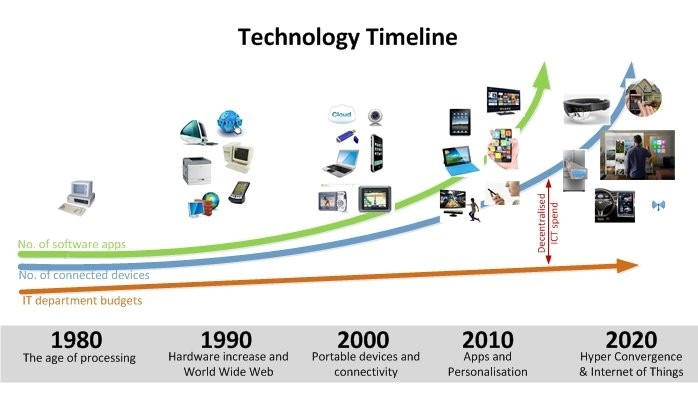 Technology Timeline
Cloud
No. of software apps
No. of connected devices
IT department budgets
Decentralised
ICT spend
1980
The age of processing
1990
Hardware increase and
World Wide Web
2000
Portable devices and
connectivity
2010
Apps and
Personalisation
2020
Hyper Convergence
& Internet of Things